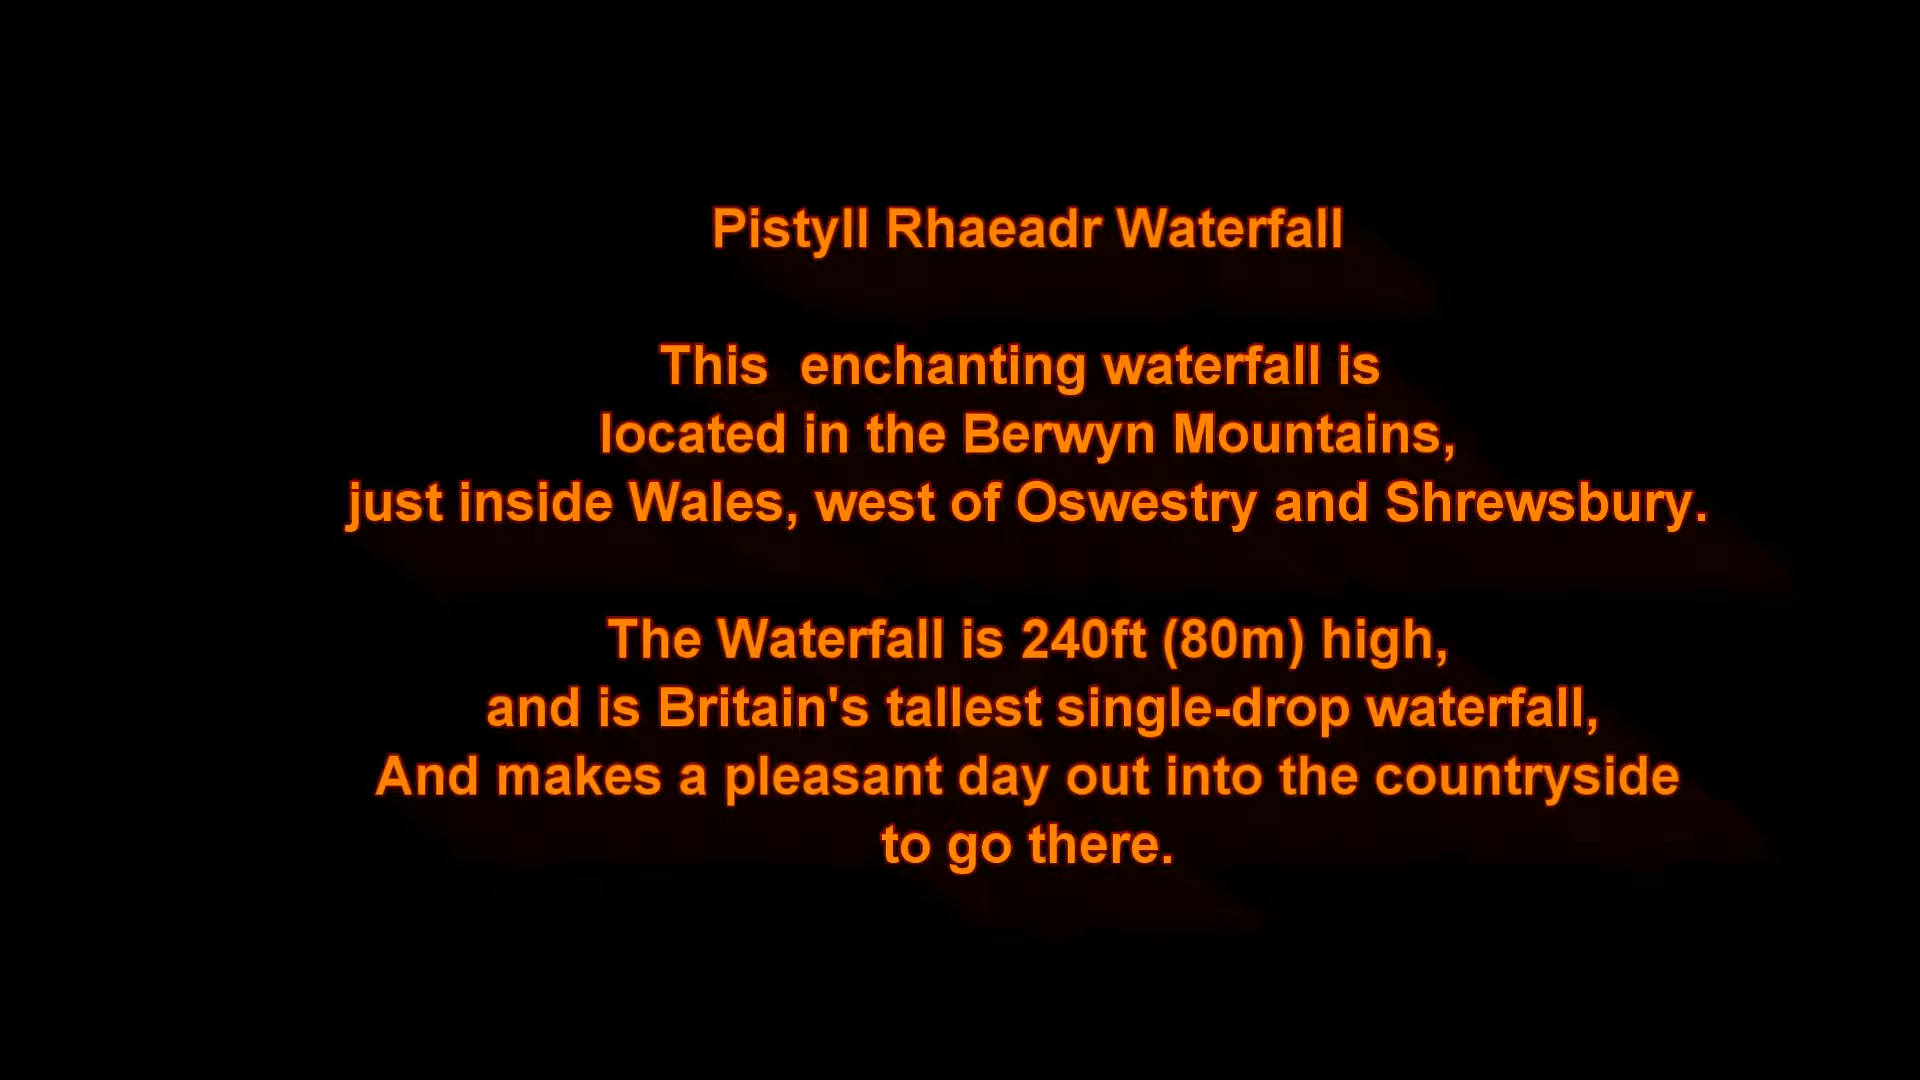 Pistyll Rhaeadr Waterfall
This  enchanting waterfall is
located in the Berwyn Mountains,
just inside Wales, west of Oswestry and Shrewsbury.
The Waterfall is 240ft (80m) high,
and is Britain's tallest single-drop waterfall,
And makes a pleasant day out into the countryside
to go there.